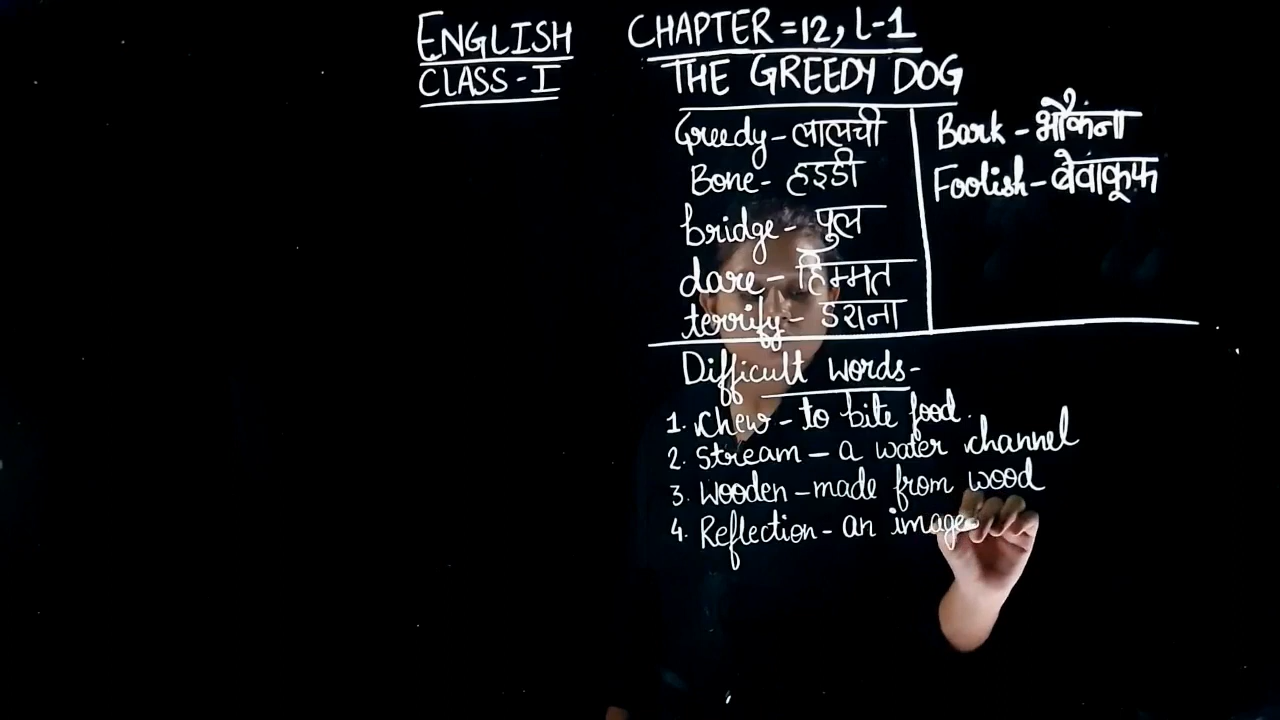 ENGLISH
CLASS-I
CHAPTER=12, L-1
THE GREEDY DOG
Greedy-लालची
Bone-हड्डी
bridge-पुल
dare-हिम्मत
terrify-डराना
Bark-भौंकना
Foolish-बेवांकूफ
Difficult words-
1. Chew-to bite food.
2. Stream-a water channel
3. Wooden-made from wood
4. Reflection-an image